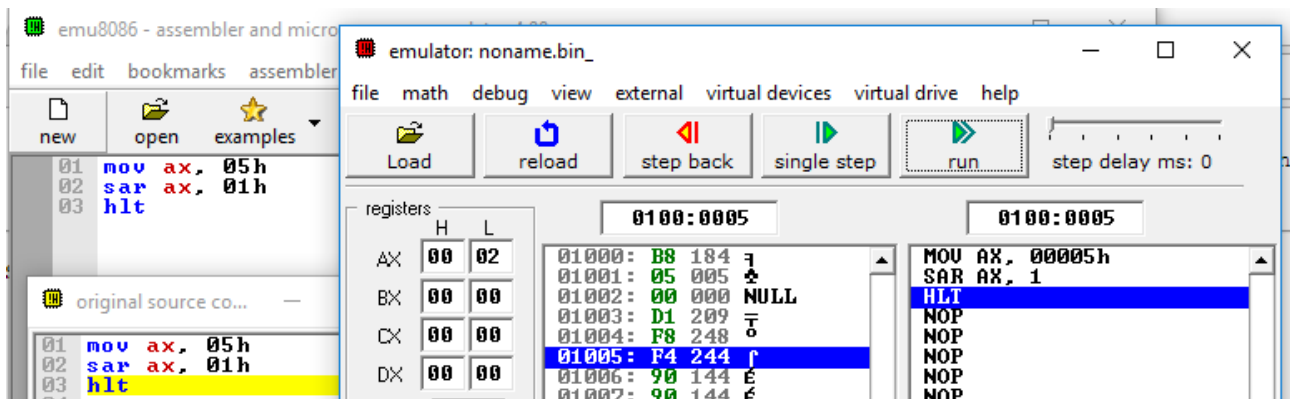 emu8086 - assembler and micro
file edit bookmarks assembler
new open examples
01 mov ax, 05h
02 sar ax, 01h
03 hlt
original source co...
01 mov ax, 05h
02 sar ax, 01h
03 hlt
emulator: noname.bin_
file math debug view external virtual devices virtual drive help
Load reload step back single step run step delay ms: 0
registers
H L
AX 00 02
BX 00 00
CX 00 00
DX 00 00
0100:0005
01000: B8 184 ╕
01001: 05 005 ♣
01002: 00 000 NULL
01003: D1 209 ╤
01004: F8 248 °
01005: F4 244 ⌠
01006: 90 144 É
01007: 90 144 É
0100:0005
MOV AX, 00005h
SAR AX, 1
HLT
NOP
NOP
NOP
NOP
NOP